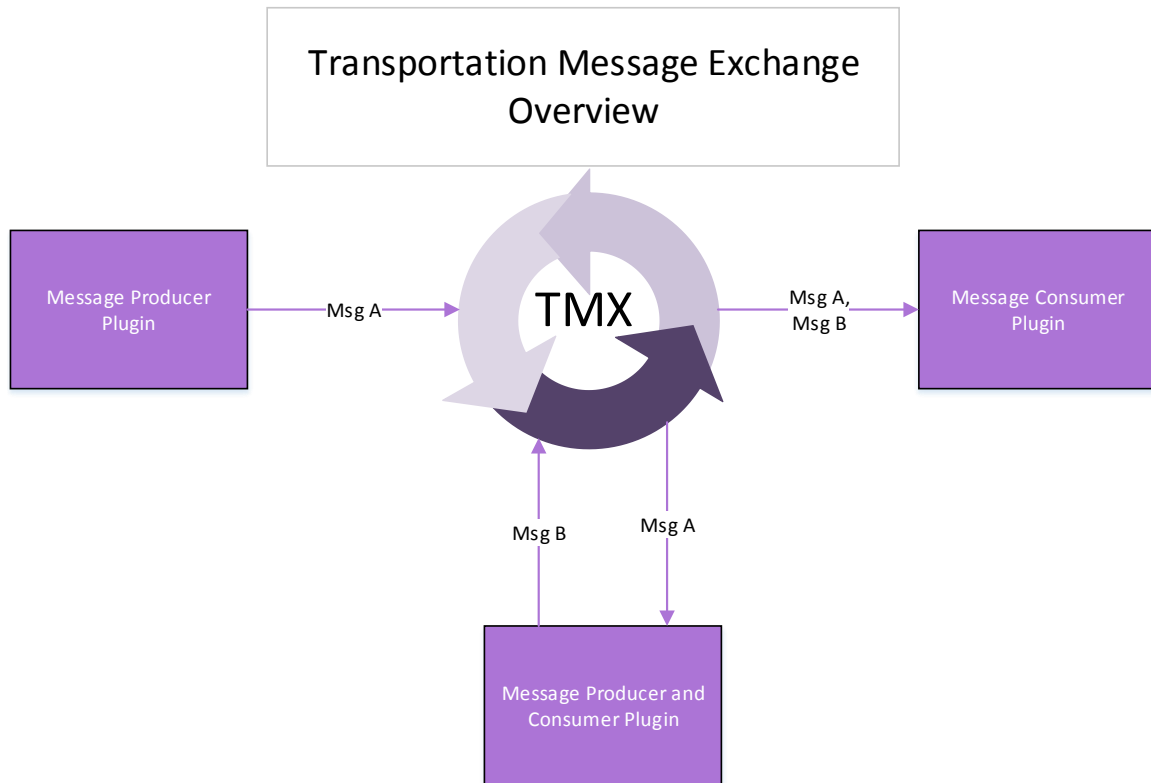 Transportation Message Exchange
Overview
Message Producer
Plugin
Msg A
TMX
Msg A,
Msg B
Message Consumer
Plugin
Msg B
Msg A
Message Producer and
Consumer Plugin